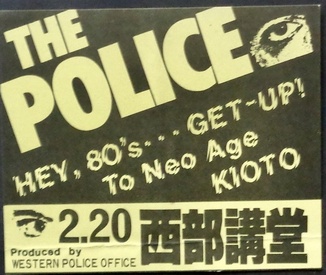 THE
POLICE
HEY, 80's... GET-UP!
To Neo Age
KIOTO
2.20 西部講堂
Produced by
WESTERN POLICE OFFICE